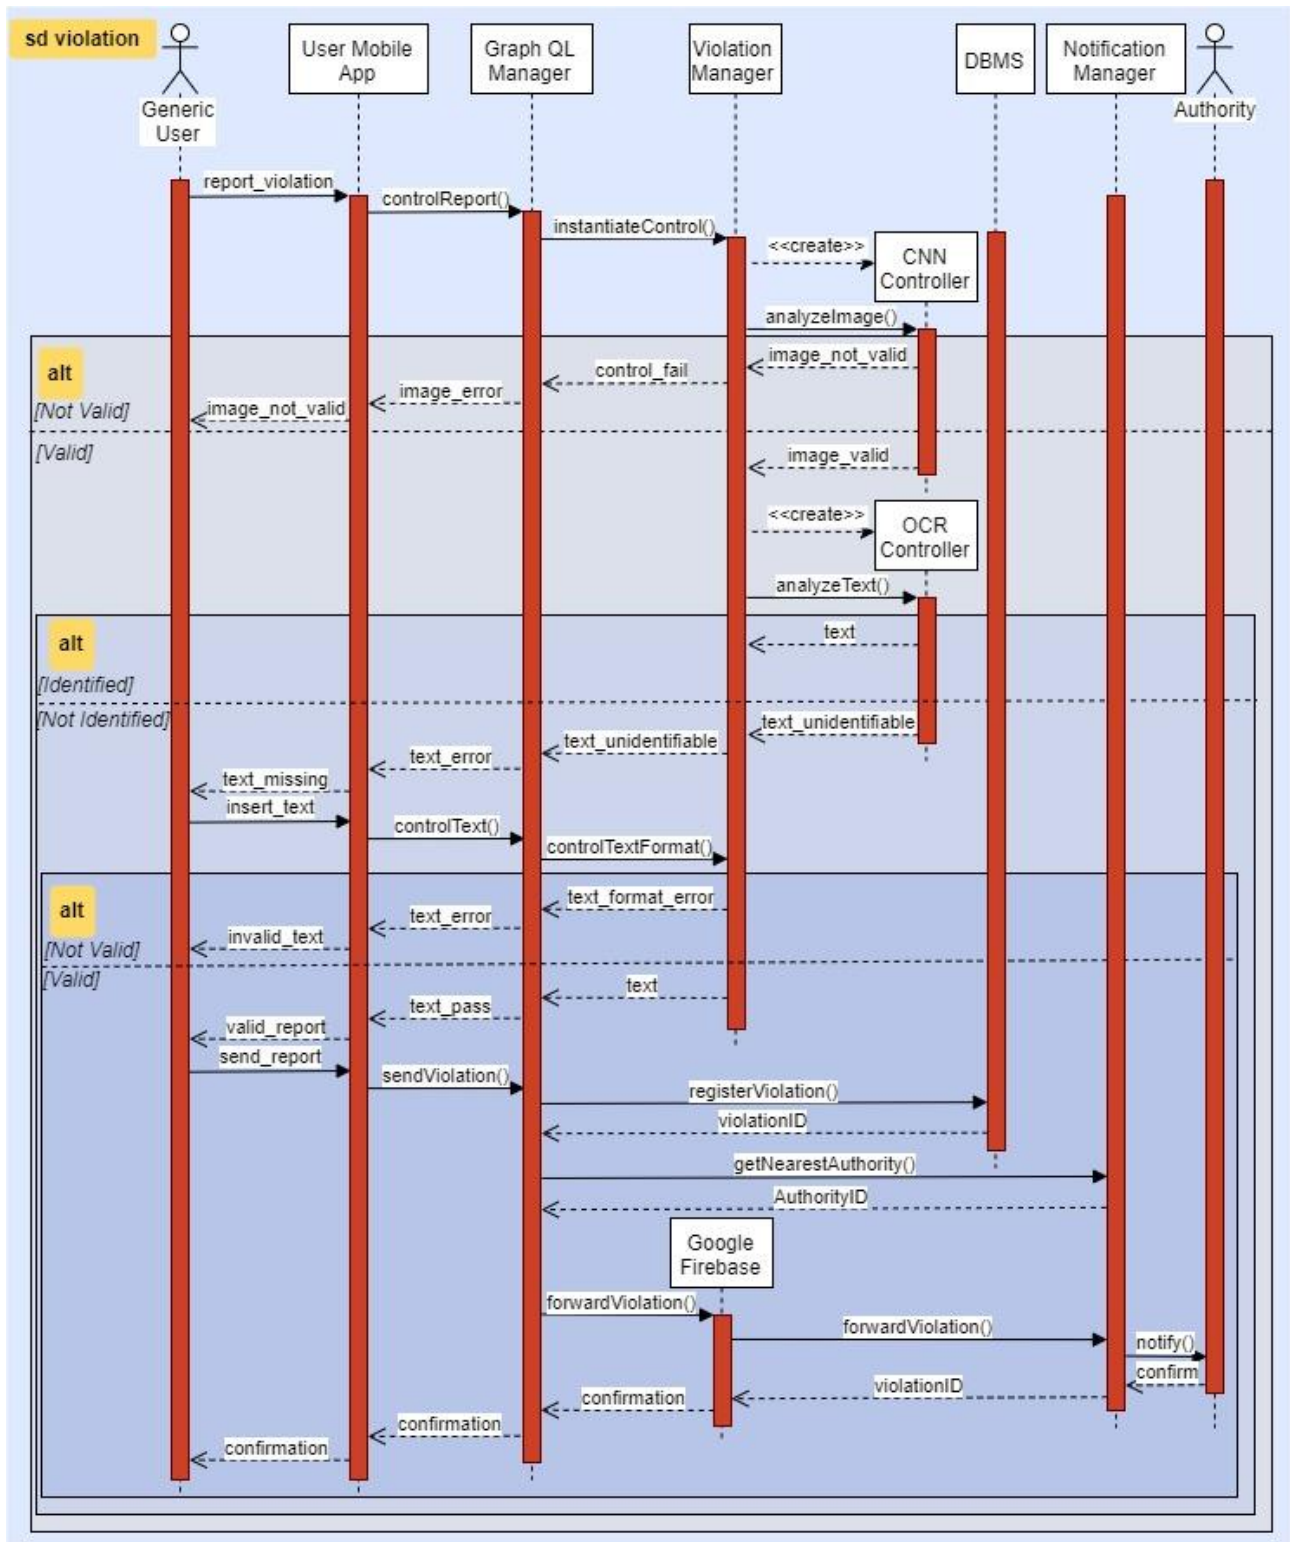 sd violation
Generic
User
User Mobile
App
Graph QL
Manager
Violation
Manager
DBMS
Notification
Manager
Authority
report_violation
controlReport()
instantiateControl()
<<create>>
CNN
Controller
analyzeImage()
alt
[Not Valid]
image_not_valid
control_fail
image_error
image_not_valid
[Valid]
image_valid
<<create>>
OCR
Controller
analyzeText()
alt
[Identified]
text
[Not Identified]
text_unidentifiable
text_unidentifiable
text_error
text_missing
insert_text
controlText()
controlTextFormat()
alt
[Not Valid]
text_format_error
text_error
invalid_text
[Valid]
text
text_pass
valid_report
send_report
sendViolation()
registerViolation()
violationID
getNearestAuthority()
AuthorityID
Google
Firebase
forwardViolation()
forwardViolation()
notify()
confirm
violationID
confirmation
confirmation
confirmation